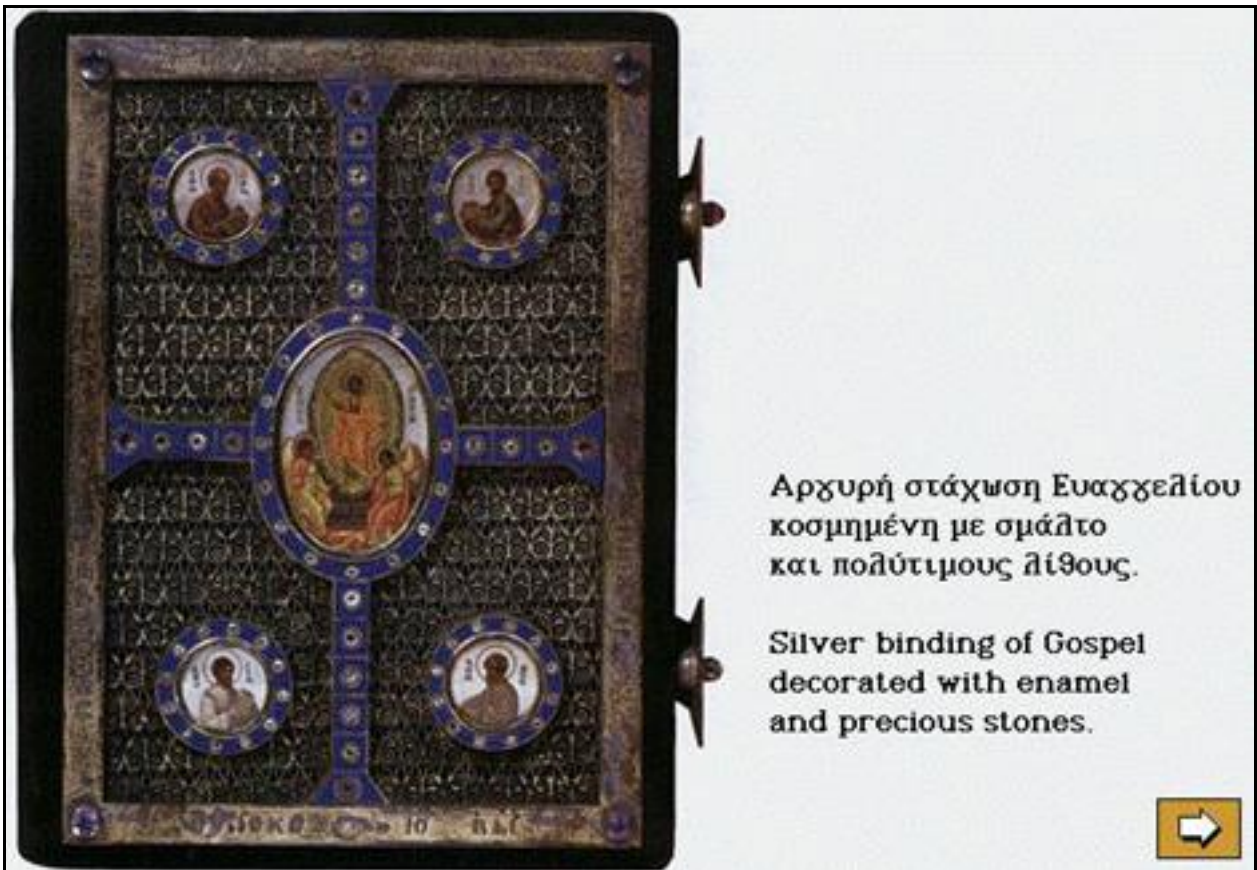 Αργυρή στάχωση Ευαγγελίου
κοσμημένη με σμάλτο
και πολύτιμους λίθους.
Silver binding of Gospel
decorated with enamel
and precious stones.